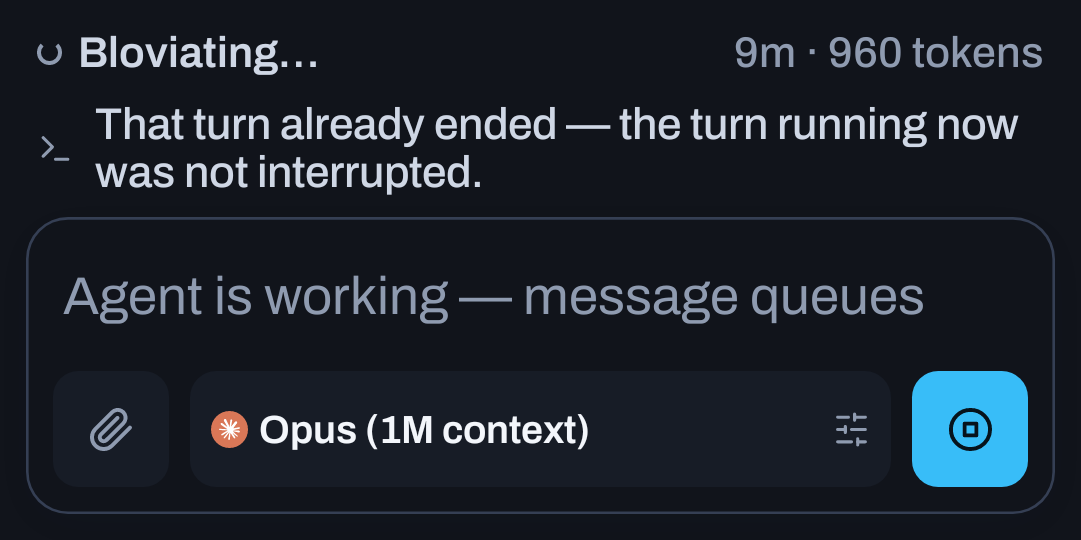 Bloviating...
9m · 960 tokens
That turn already ended — the turn running now
was not interrupted.
Agent is working — message queues
Opus (1M context)